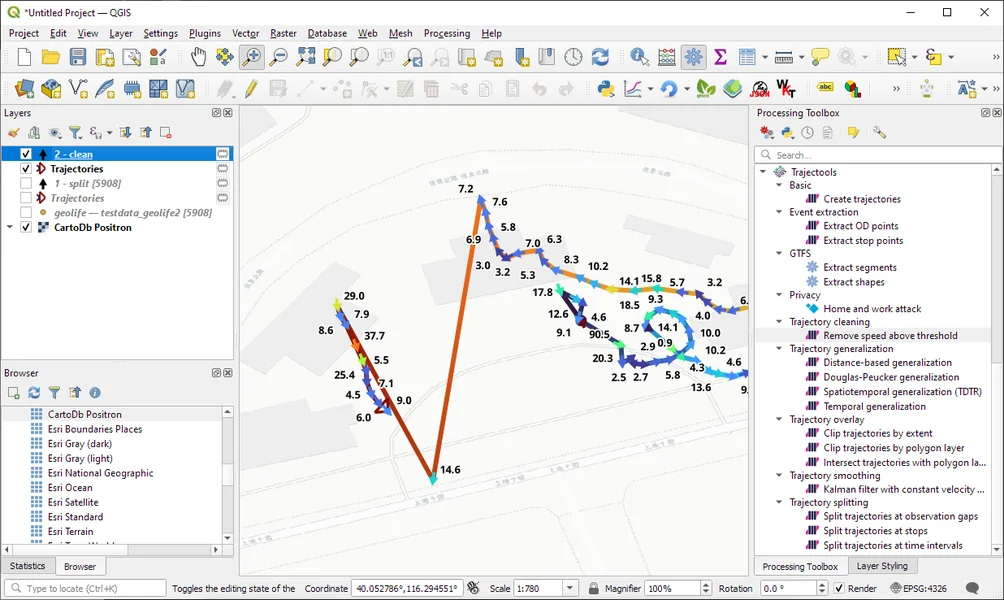 *Untitled Project — QGIS
Project Edit View Layer Settings Plugins Vector Raster Database Web Mesh Processing Help
Layers
2 - clean
Trajectories
1 - split [5908]
Trajectories
geolife — testdata_geolife2 [5908]
CartoDb Positron
Browser
CartoDb Positron
Esri Boundaries Places
Esri Gray (dark)
Esri Gray (light)
Esri National Geographic
Esri Ocean
Esri Satellite
Esri Standard
Esri Terrain
Statistics Browser
7.2
7.6
5.8
6.9
7.0
6.3
3.0
3.2
5.3
8.3
10.2
14.1
15.8
5.7
3.2
6.
17.8
18.5
9.3
4.0
12.6
4.6
9.1
90.5
8.7
14.1
10.0
2.9
0.9
10.2
20.3
4.3
4.6
2.5
2.7
5.8
13.6
9.
29.0
7.9
8.6
37.7
5.5
25.4
7.1
4.5
9.0
6.0
14.6
Processing Toolbox
Search...
Trajectools
Basic
Create trajectories
Event extraction
Extract OD points
Extract stop points
GTFS
Extract segments
Extract shapes
Privacy
Home and work attack
Trajectory cleaning
Remove speed above threshold
Trajectory generalization
Distance-based generalization
Douglas-Peucker generalization
Spatiotemporal generalization (TDTR)
Temporal generalization
Trajectory overlay
Clip trajectories by extent
Clip trajectories by polygon layer
Intersect trajectories with polygon la...
Trajectory smoothing
Kalman filter with constant velocity ...
Trajectory splitting
Split trajectories at observation gaps
Split trajectories at stops
Split trajectories at time intervals
Processing Toolbox Layer Styling
Type to locate (Ctrl+K) Toggles the editing state of the Coordinate 40.052786°,116.294551° Scale 1:780 Magnifier 100% Rotation 0.0 ° Render EPSG:4326